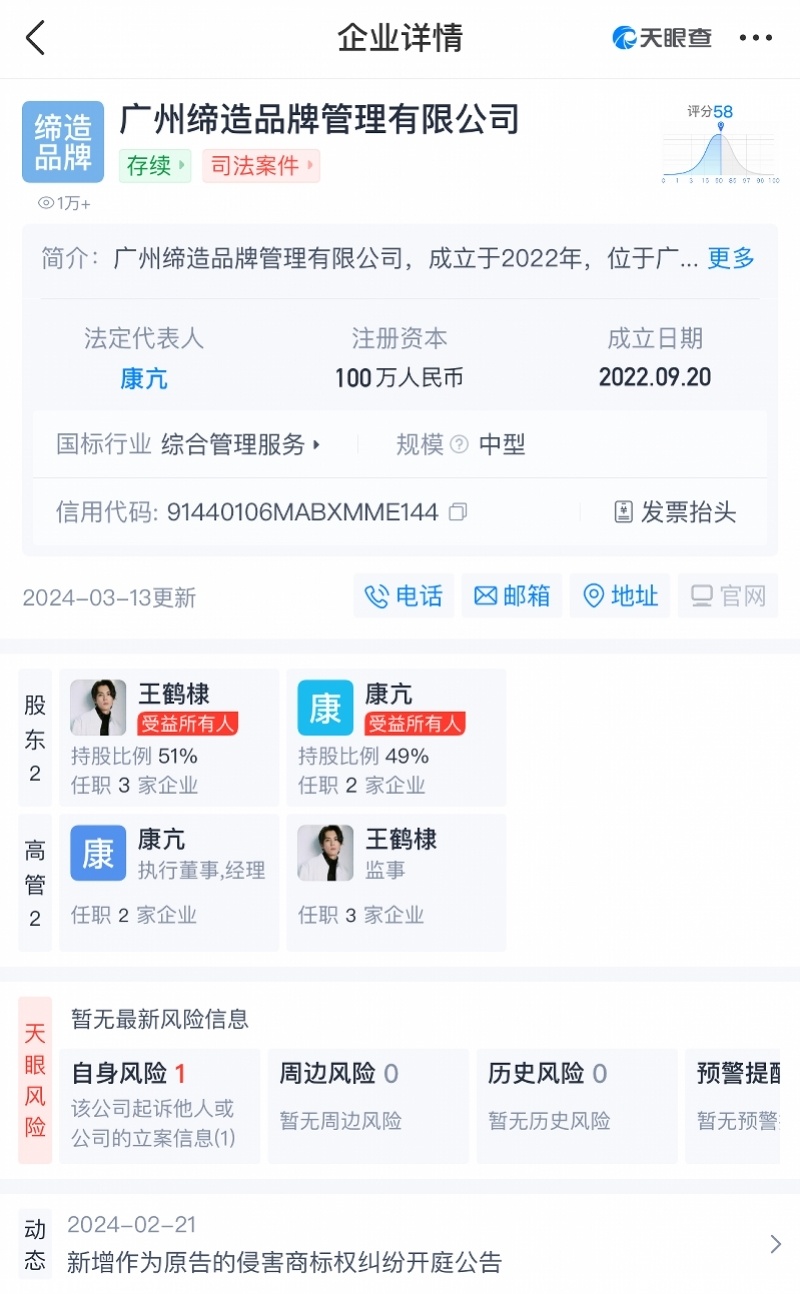 企业详情
天眼查
缔造
品牌
广州缔造品牌管理有限公司
存续
司法案件
评分58
1万+
简介：广州缔造品牌管理有限公司，成立于2022年，位于广... 更多
法定代表人 注册资本 成立日期
康亢 100万人民币 2022.09.20
国标行业 综合管理服务 规模 中型
信用代码: 91440106MABXMME144 发票抬头
2024-03-13更新 电话 邮箱 地址 官网
股东2
王鹤棣
受益所有人
持股比例 51%
任职 3 家企业
康
康亢
受益所有人
持股比例 49%
任职 2 家企业
高管2
康
康亢
执行董事,经理
任职 2 家企业
王鹤棣
监事
任职 3 家企业
天眼风险
暂无最新风险信息
自身风险 1
该公司起诉他人或
公司的立案信息(1)
周边风险 0
暂无周边风险
历史风险 0
暂无历史风险
预警提醒
暂无预警
动态
2024-02-21
新增作为原告的侵害商标权纠纷开庭公告